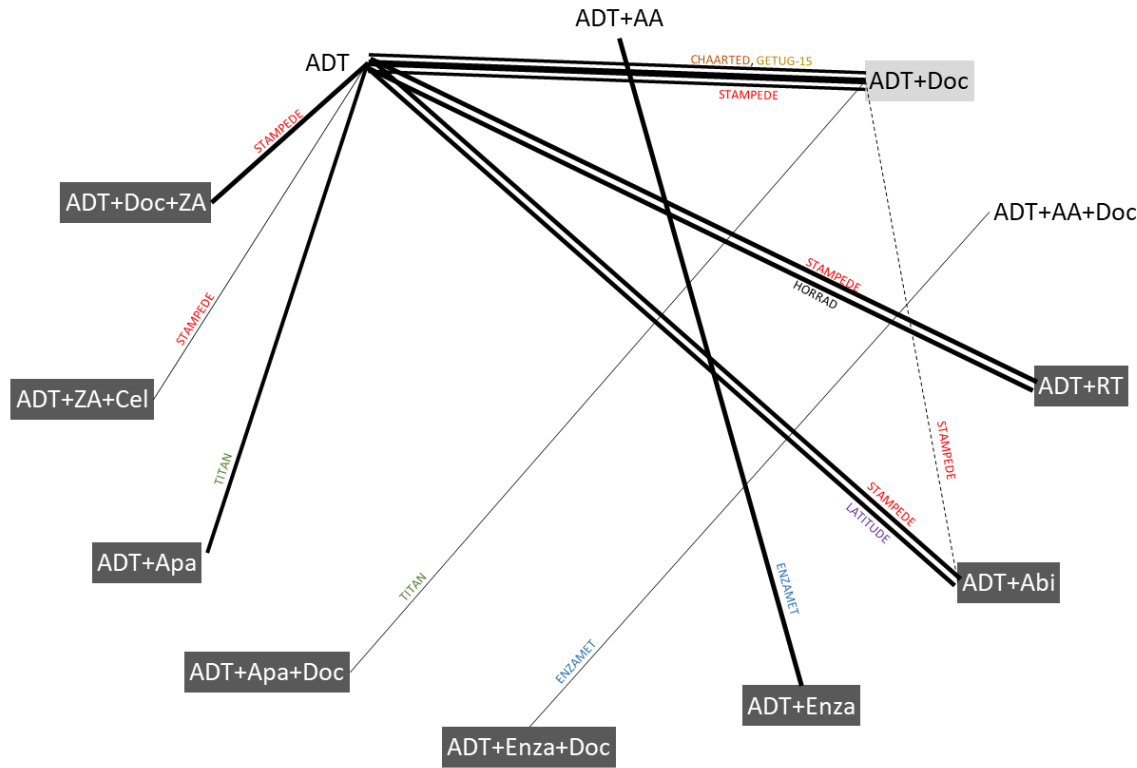 ADT+AA
ADT
CHAARTED, GETUG-15
ADT+Doc
STAMPEDE
STAMPEDE
ADT+Doc+ZA
ADT+AA+Doc
STAMPEDE
HORRAD
STAMPEDE
ADT+RT
ADT+ZA+Cel
STAMPEDE
TITAN
STAMPEDE
LATITUDE
ADT+Apa
ENZAMET
ADT+Abi
TITAN
ENZAMET
ADT+Apa+Doc
ADT+Enza
ADT+Enza+Doc